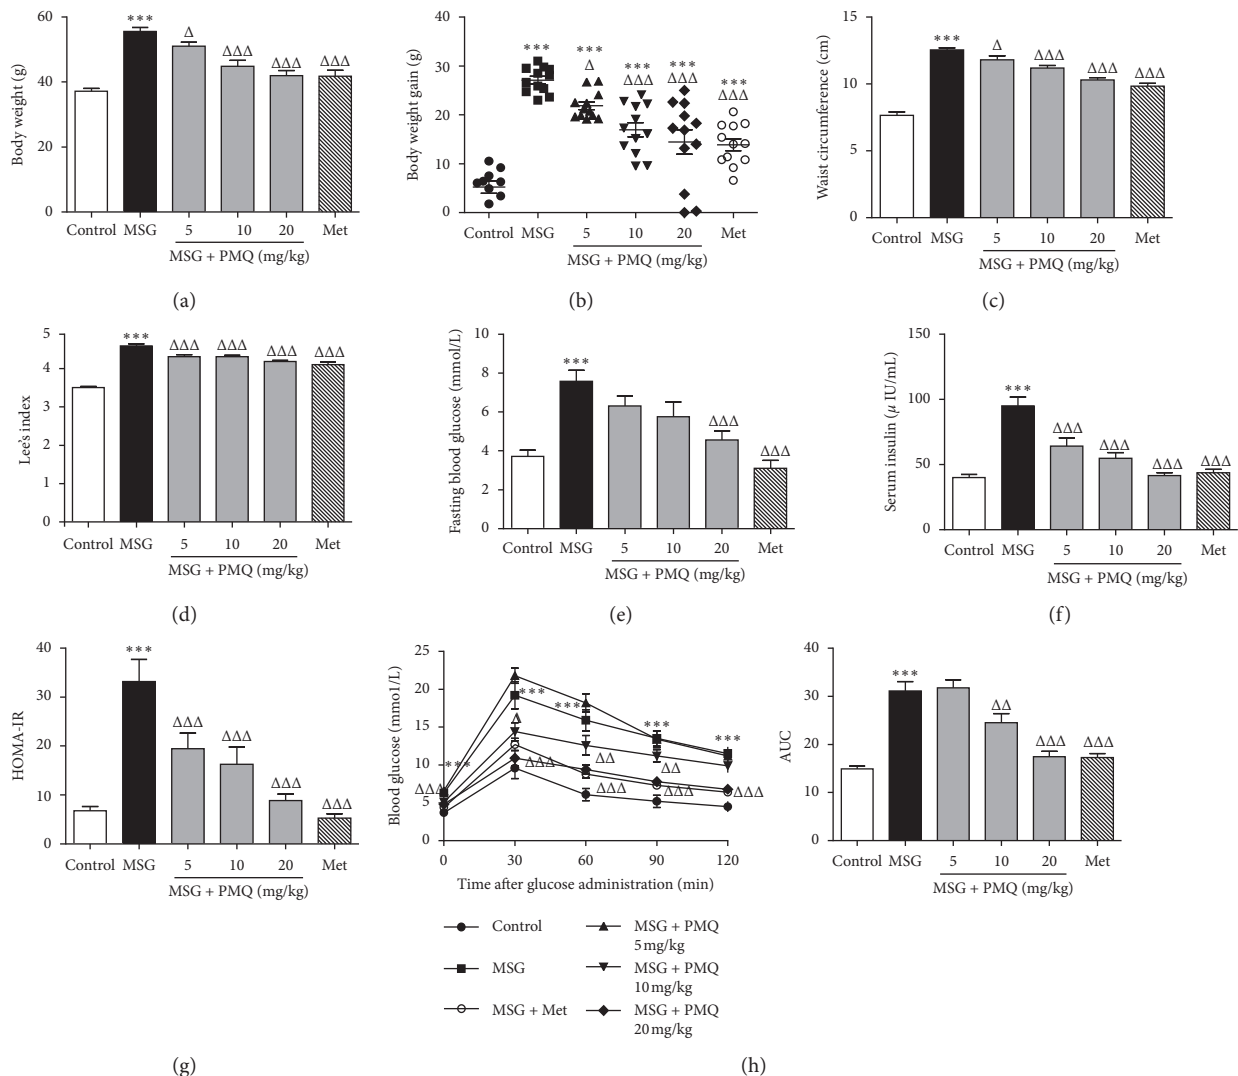 60
40
20
0
Body weight (g)
***
Δ
ΔΔΔ
ΔΔΔ
ΔΔΔ
Control MSG 5 10 20 Met
MSG + PMQ (mg/kg)
(a)
40
30
20
10
0
Body weight gain (g)
***
***
Δ
***
ΔΔΔ
***
ΔΔΔ
***
ΔΔΔ
Control MSG 5 10 20 Met
MSG + PMQ (mg/kg)
(b)
15
10
5
0
Waist circumference (cm)
***
Δ
ΔΔΔ
ΔΔΔ
ΔΔΔ
Control MSG 5 10 20 Met
MSG + PMQ (mg/kg)
(c)
5
4
3
2
1
0
Lee's index
***
ΔΔΔ
ΔΔΔ
ΔΔΔ
ΔΔΔ
Control MSG 5 10 20 Met
MSG + PMQ (mg/kg)
(d)
10
8
6
4
2
0
Fasting blood glucose (mmol/L)
***
ΔΔΔ
ΔΔΔ
Control MSG 5 10 20 Met
MSG + PMQ (mg/kg)
(e)
150
100
50
0
Serum insulin (μ IU/mL)
***
ΔΔΔ
ΔΔΔ
ΔΔΔ
ΔΔΔ
Control MSG 5 10 20 Met
MSG + PMQ (mg/kg)
(f)
40
30
20
10
0
HOMA-IR
***
ΔΔΔ
ΔΔΔ
ΔΔΔ
ΔΔΔ
Control MSG 5 10 20 Met
MSG + PMQ (mg/kg)
(g)
25
20
15
10
5
0
Blood glucose (mmo1/L)
***
***
***
***
***
ΔΔΔ
Δ
ΔΔΔ
ΔΔ
ΔΔΔ
ΔΔ
ΔΔΔ
ΔΔΔ
0 30 60 90 120
Time after glucose administration (min)
Control
MSG
MSG + Met
MSG + PMQ
5 mg/kg
MSG + PMQ
10 mg/kg
MSG + PMQ
20 mg/kg
40
30
20
10
0
AUC
***
ΔΔ
ΔΔΔ
ΔΔΔ
Control MSG 5 10 20 Met
MSG + PMQ (mg/kg)
(h)